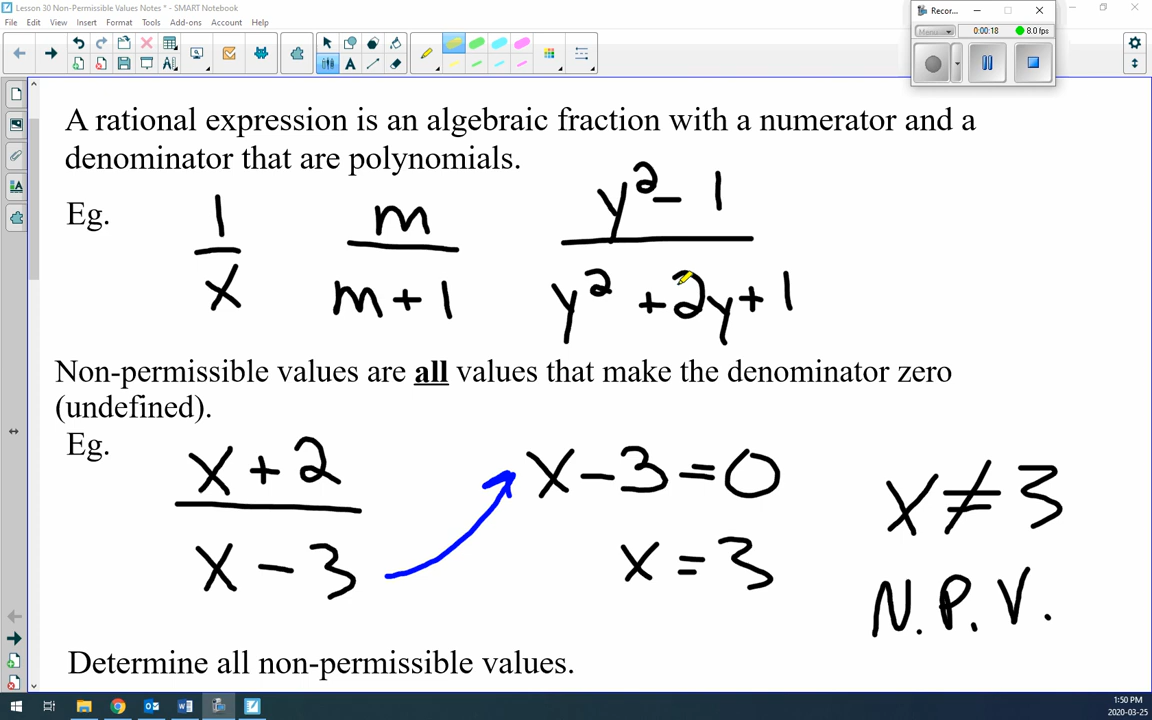 Lesson 30 Non-Permissible Values Notes * - SMART Notebook
Recor...
File Edit View Insert Format Tools Add-ons Account Help
Menu
0:00:18
8.0 fps
A rational expression is an algebraic fraction with a numerator and a
denominator that are polynomials.
Eg.
1/x
m/(m+1)
(y²-1)/(y²+2y+1)
Non-permissible values are all values that make the denominator zero
(undefined).
Eg.
(x+2)/(x-3)
x-3=0
x=3
x≠3
N.P.V.
Determine all non-permissible values.
1:50 PM
2020-03-25